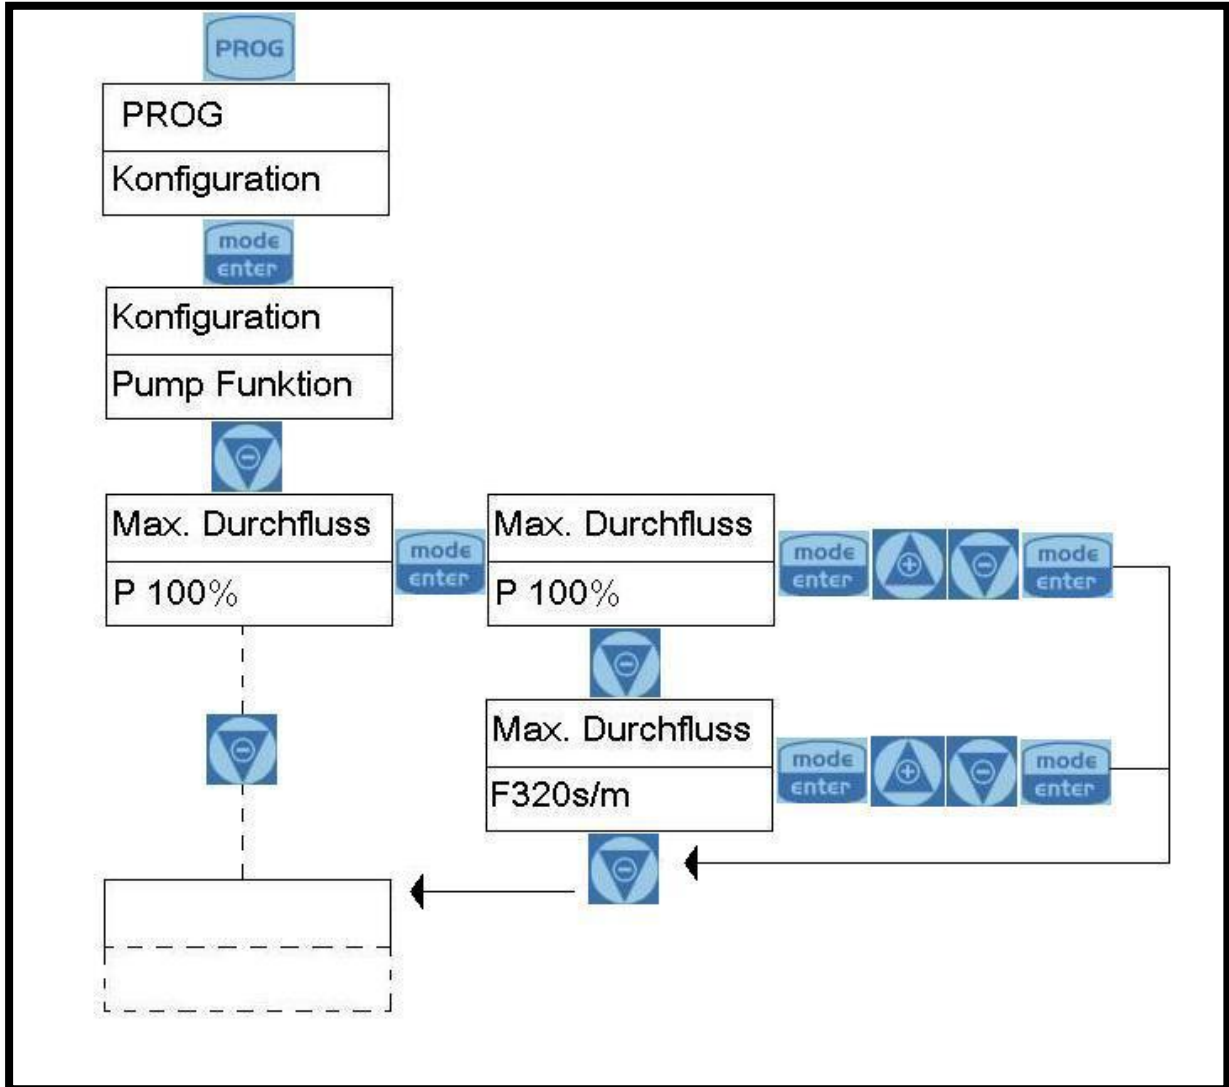 PROG
PROG
Konfiguration
mode
enter
Konfiguration
Pump Funktion
Max. Durchfluss
P 100%
mode
enter
Max. Durchfluss
P 100%
mode
enter
mode
enter
Max. Durchfluss
F320s/m
mode
enter
mode
enter